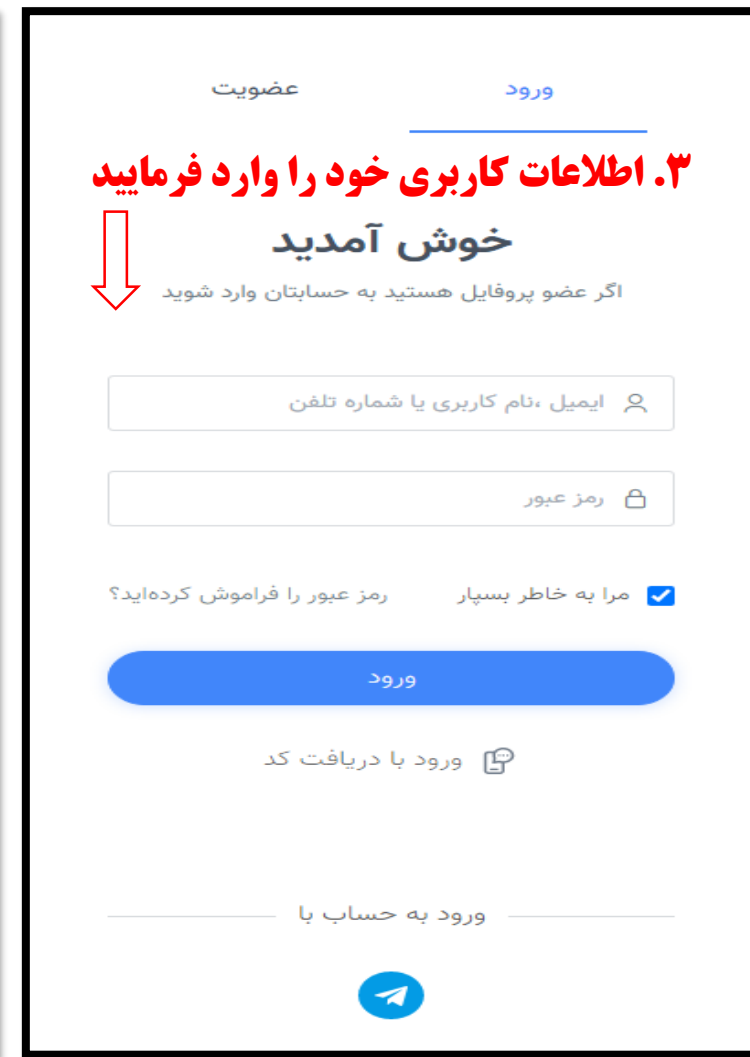 ورود
عضویت
۳. اطلاعات کاربری خود را وارد فرمایید
خوش آمدید
اگر عضو پروفایل هستید به حسابتان وارد شوید
ایمیل ،نام کاربری یا شماره تلفن
رمز عبور
مرا به خاطر بسپار
رمز عبور را فراموش کرده‌اید؟
ورود
ورود با دریافت کد
ورود به حساب با